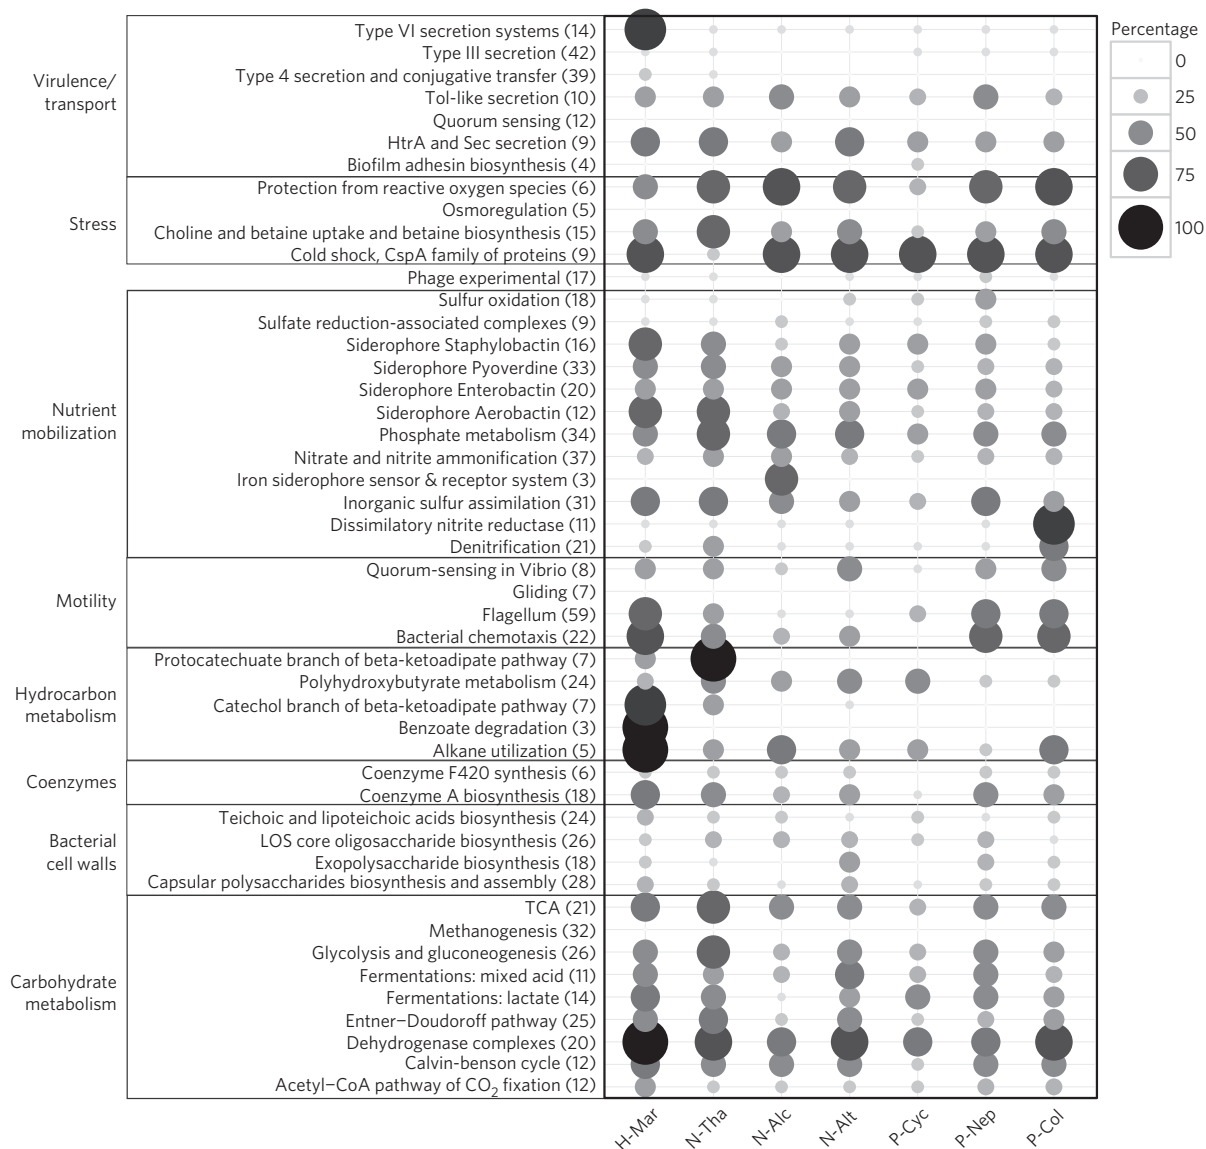 Percentage
0
25
50
75
100
Virulence/
transport
Type VI secretion systems (14)
Type III secretion (42)
Type 4 secretion and conjugative transfer (39)
Tol-like secretion (10)
Quorum sensing (12)
HtrA and Sec secretion (9)
Biofilm adhesin biosynthesis (4)
Stress
Protection from reactive oxygen species (6)
Osmoregulation (5)
Choline and betaine uptake and betaine biosynthesis (15)
Cold shock, CspA family of proteins (9)
Phage experimental (17)
Nutrient
mobilization
Sulfur oxidation (18)
Sulfate reduction-associated complexes (9)
Siderophore Staphylobactin (16)
Siderophore Pyoverdine (33)
Siderophore Enterobactin (20)
Siderophore Aerobactin (12)
Phosphate metabolism (34)
Nitrate and nitrite ammonification (37)
Iron siderophore sensor & receptor system (3)
Inorganic sulfur assimilation (31)
Dissimilatory nitrite reductase (11)
Denitrification (21)
Motility
Quorum-sensing in Vibrio (8)
Gliding (7)
Flagellum (59)
Bacterial chemotaxis (22)
Hydrocarbon
metabolism
Protocatechuate branch of beta-ketoadipate pathway (7)
Polyhydroxybutyrate metabolism (24)
Catechol branch of beta-ketoadipate pathway (7)
Benzoate degradation (3)
Alkane utilization (5)
Coenzymes
Coenzyme F420 synthesis (6)
Coenzyme A biosynthesis (18)
Bacterial
cell walls
Teichoic and lipoteichoic acids biosynthesis (24)
LOS core oligosaccharide biosynthesis (26)
Exopolysaccharide biosynthesis (18)
Capsular polysaccharides biosynthesis and assembly (28)
Carbohydrate
metabolism
TCA (21)
Methanogenesis (32)
Glycolysis and gluconeogenesis (26)
Fermentations: mixed acid (11)
Fermentations: lactate (14)
Entner−Doudoroff pathway (25)
Dehydrogenase complexes (20)
Calvin-benson cycle (12)
Acetyl−CoA pathway of CO₂ fixation (12)
H-Mar
N-Tha
N-Alc
N-Alt
P-Cyc
P-Nep
P-Col